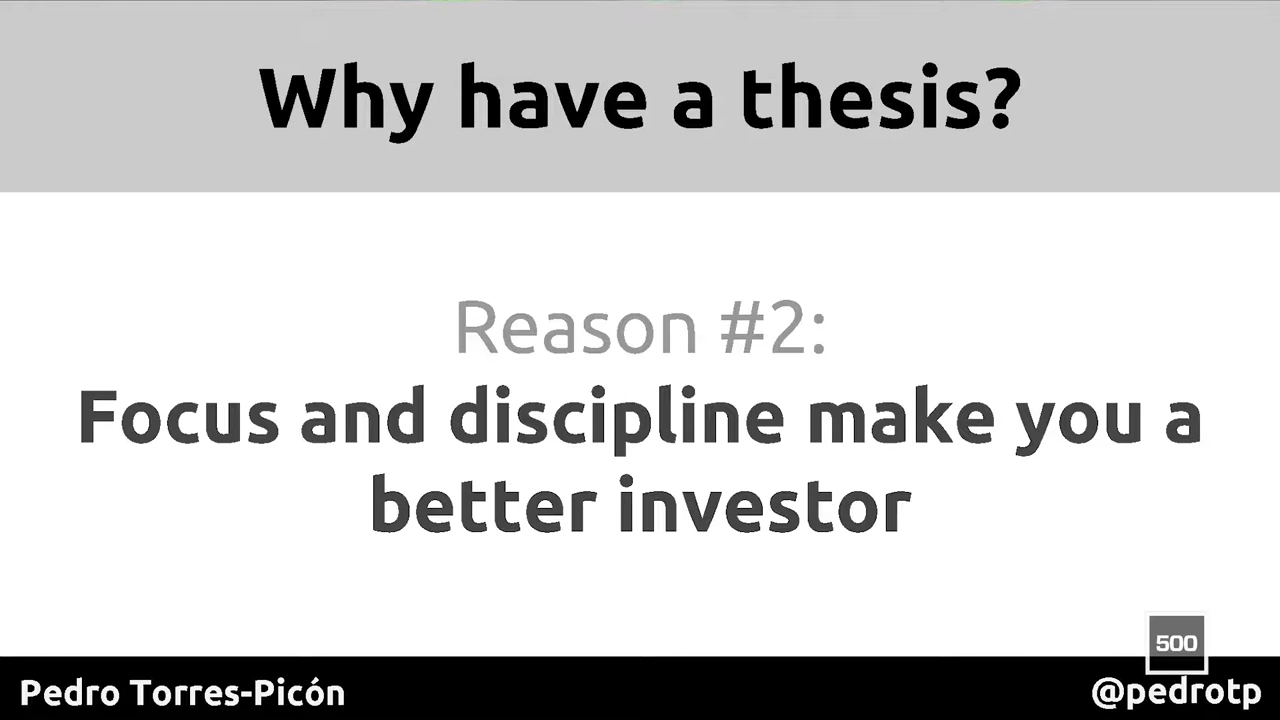 Why have a thesis?
Reason #2:
Focus and discipline make you a
better investor
500
Pedro Torres-Picón
@pedrotp